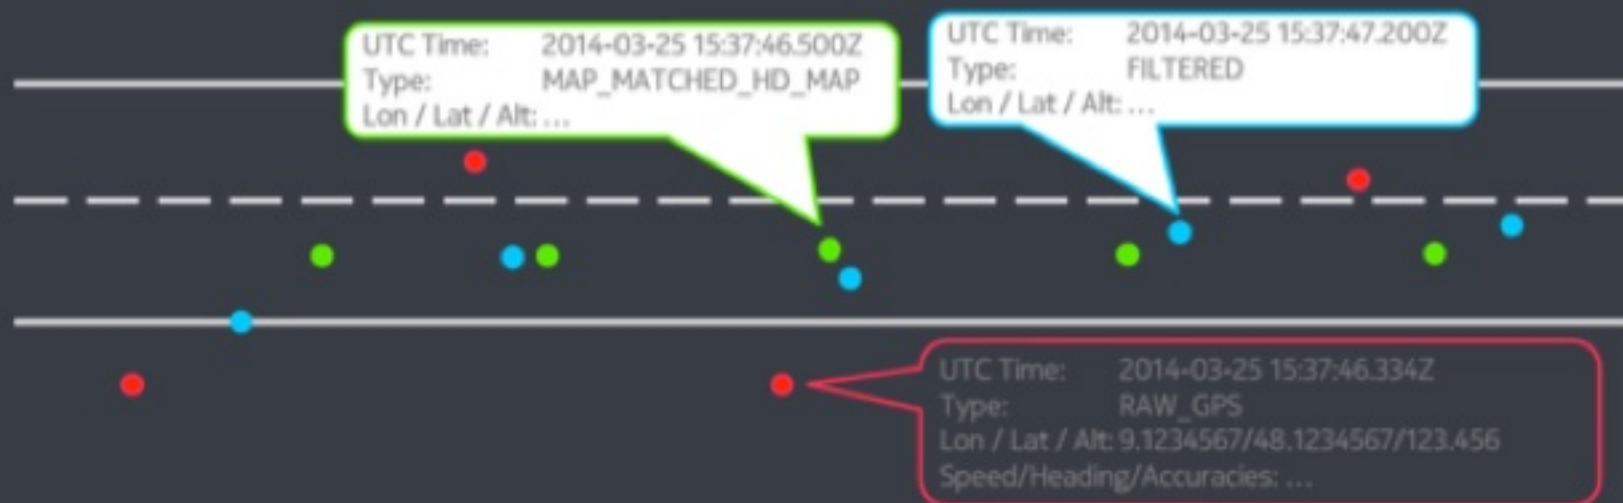 UTC Time: 2014-03-25 15:37:46.500Z
Type: MAP_MATCHED_HD_MAP
Lon / Lat / Alt: ...
UTC Time: 2014-03-25 15:37:47.200Z
Type: FILTERED
Lon / Lat / Alt: ...
UTC Time: 2014-03-25 15:37:46.334Z
Type: RAW_GPS
Lon / Lat / Alt: 9.1234567/48.1234567/123.456
Speed/Heading/Accuracies: ...